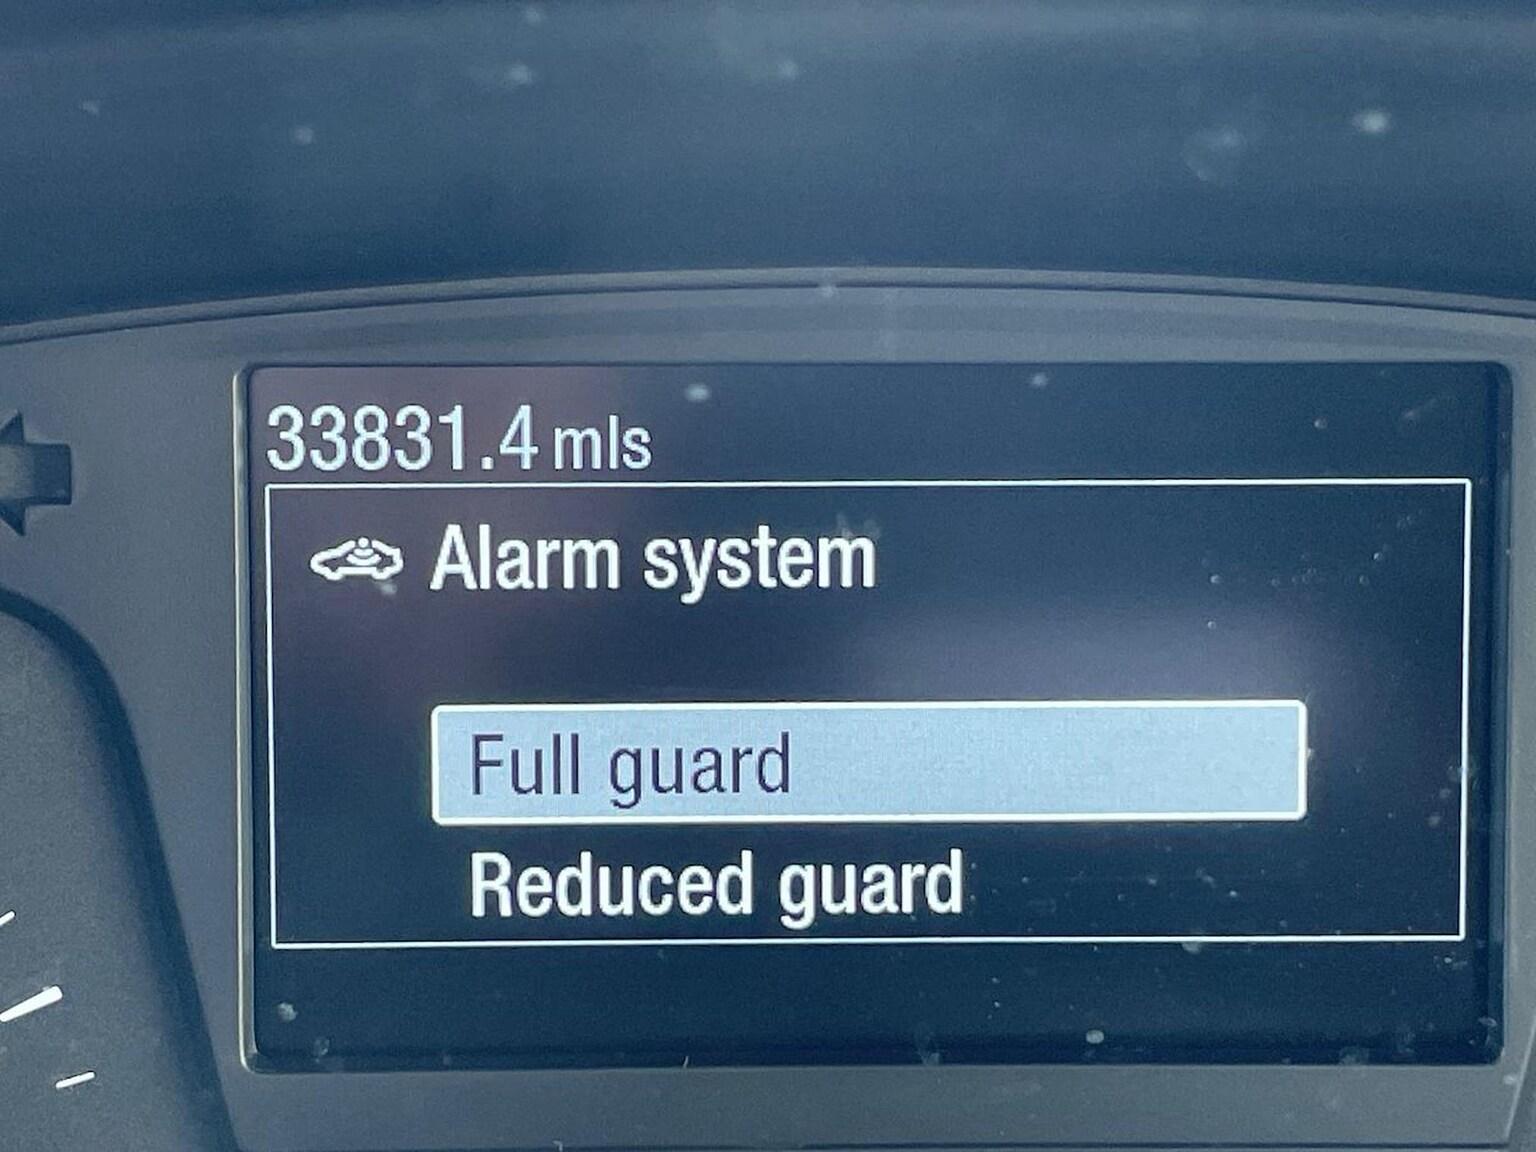 33831.4 mls
Alarm system
Full guard
Reduced guard